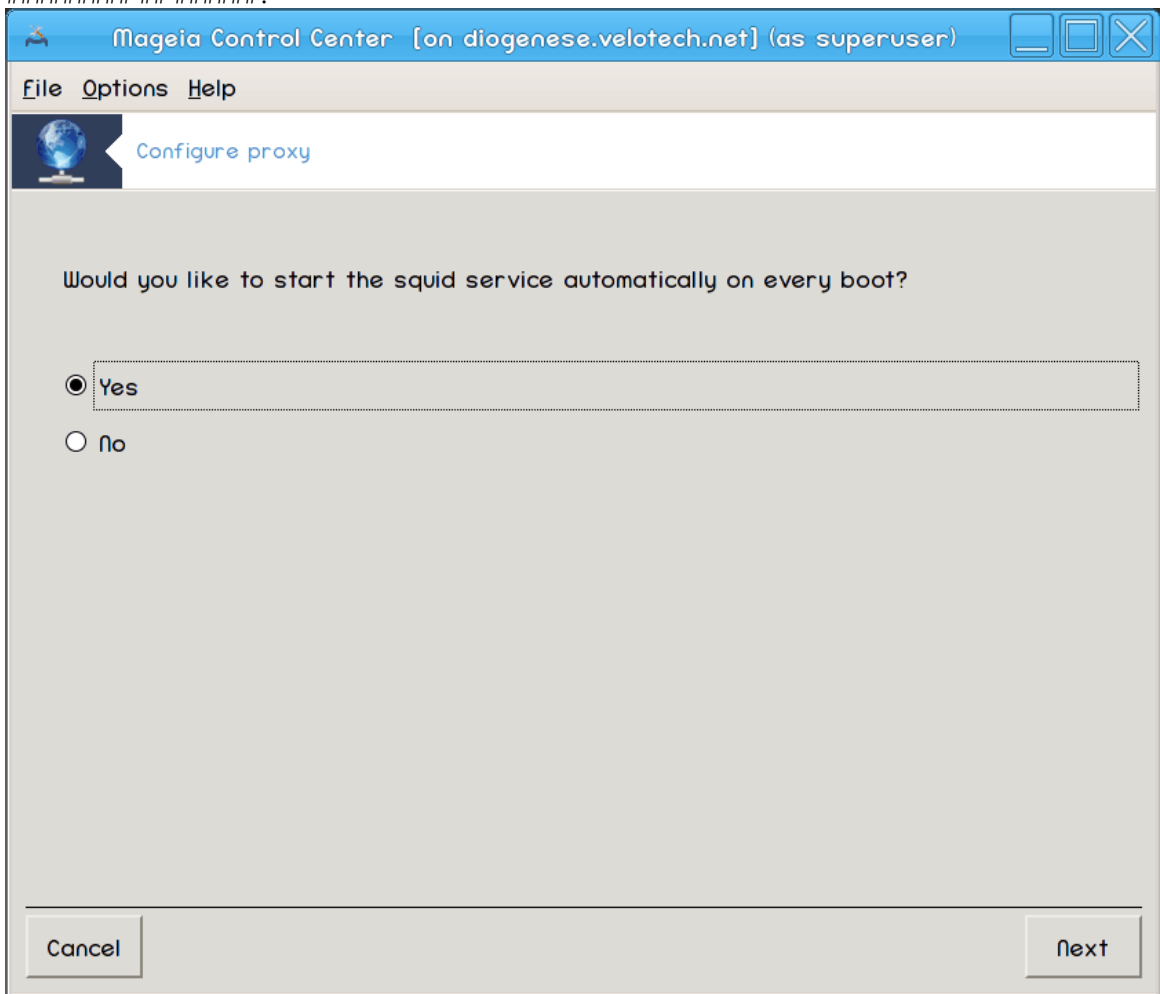 Mageia Control Center [on diogenese.velotech.net] (as superuser)
File Options Help
Configure proxy
Would you like to start the squid service automatically on every boot?
Yes
No
Cancel
Next